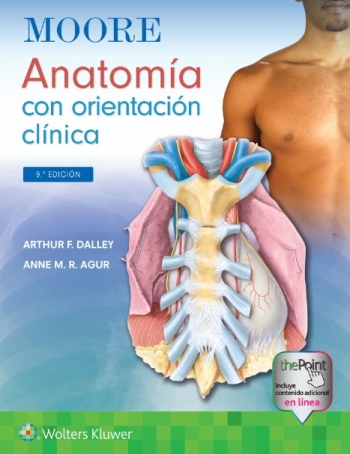 MOORE
Anatomía
con orientación
clínica
9.ª EDICIÓN
ARTHUR F. DALLEY
ANNE M. R. AGUR
thePoint
Incluye
contenido adicional
en línea
Wolters Kluwer